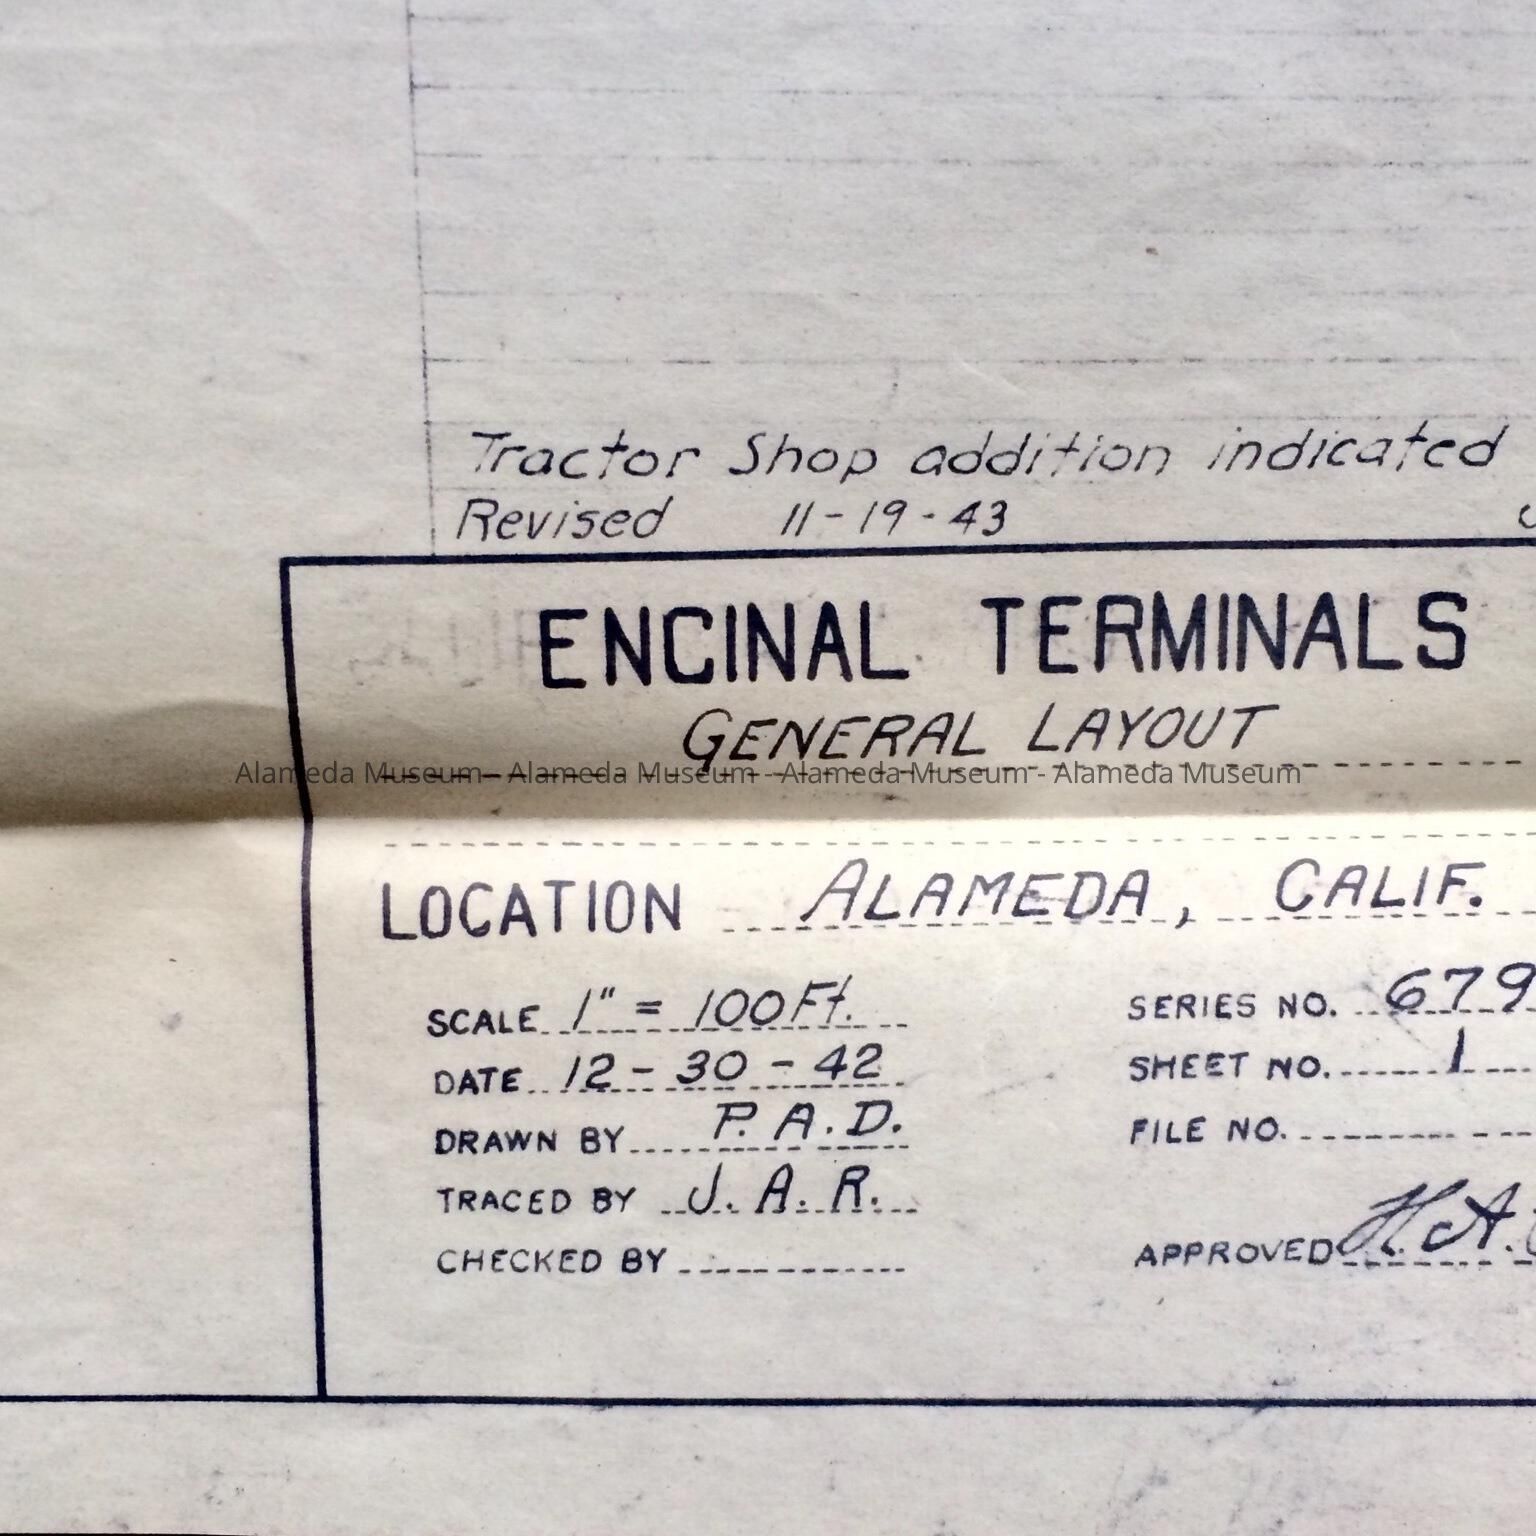 Tractor Shop addition indicated
Revised 11-19-43
ENCINAL TERMINALS
GENERAL LAYOUT
Alameda Museum - Alameda Museum - Alameda Museum - Alameda Museum
LOCATION ALAMEDA, CALIF.
SCALE 1" = 100 Ft. SERIES NO. 679
DATE 12-30-42 SHEET NO. 1
DRAWN BY P.A.D. FILE NO.
TRACED BY J.A.R.
CHECKED BY APPROVED H.A.